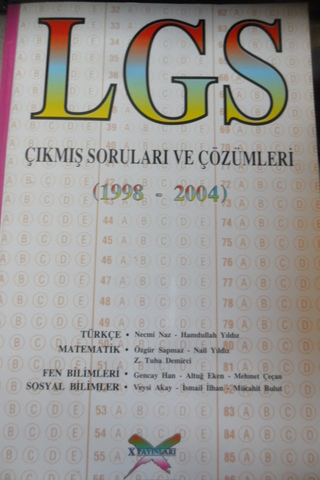 LGS
ÇIKMIŞ SORULARI VE ÇÖZÜMLERİ
(1998 - 2004)
TÜRKÇE • Necmi Naz - Hamdullah Yıldız
MATEMATİK • Özgür Sapmaz - Nail Yıldız
Z. Tuba Demirci
FEN BİLİMLERİ • Gencay Han - Altuğ Eken - Mehmet Çeçan
SOSYAL BİLİMLER • Veysi Akay - İsmail İlhan - Mücahit Bulut
X YAYINLARI